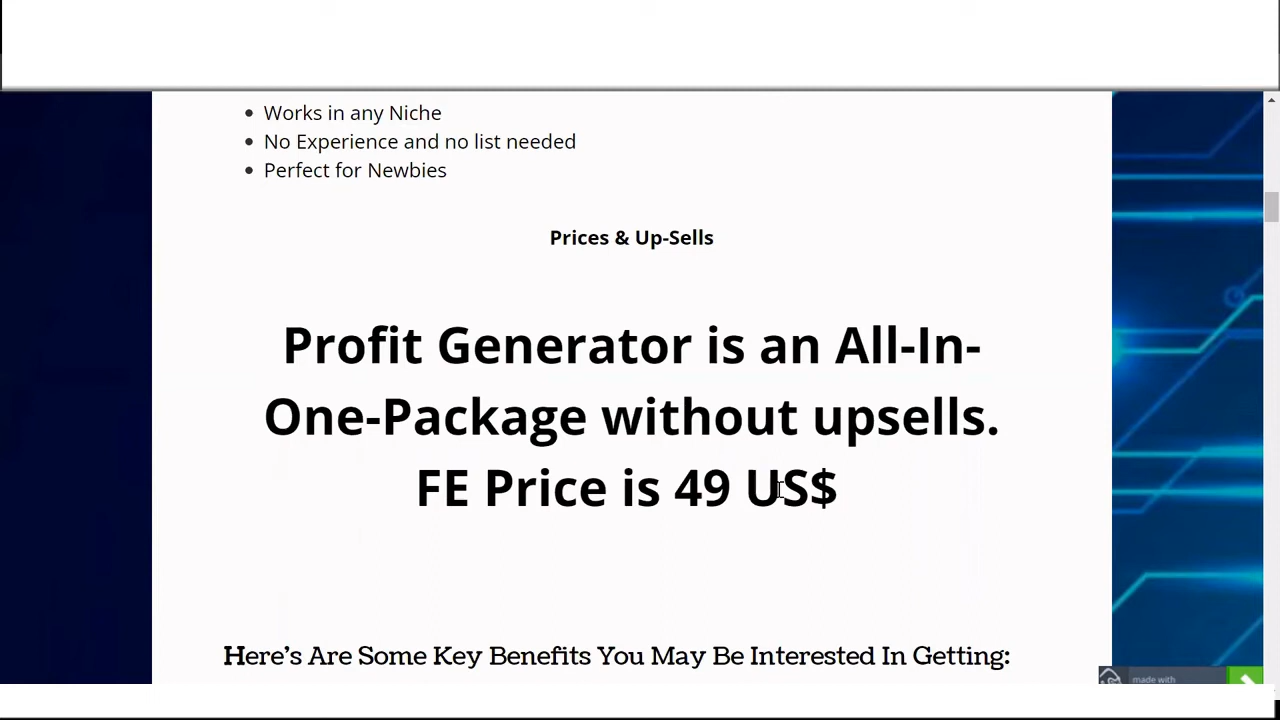 Works in any Niche
No Experience and no list needed
Perfect for Newbies
Prices & Up-Sells
Profit Generator is an All-In-
One-Package without upsells.
FE Price is 49 US$
Here's Are Some Key Benefits You May Be Interested In Getting:
made with